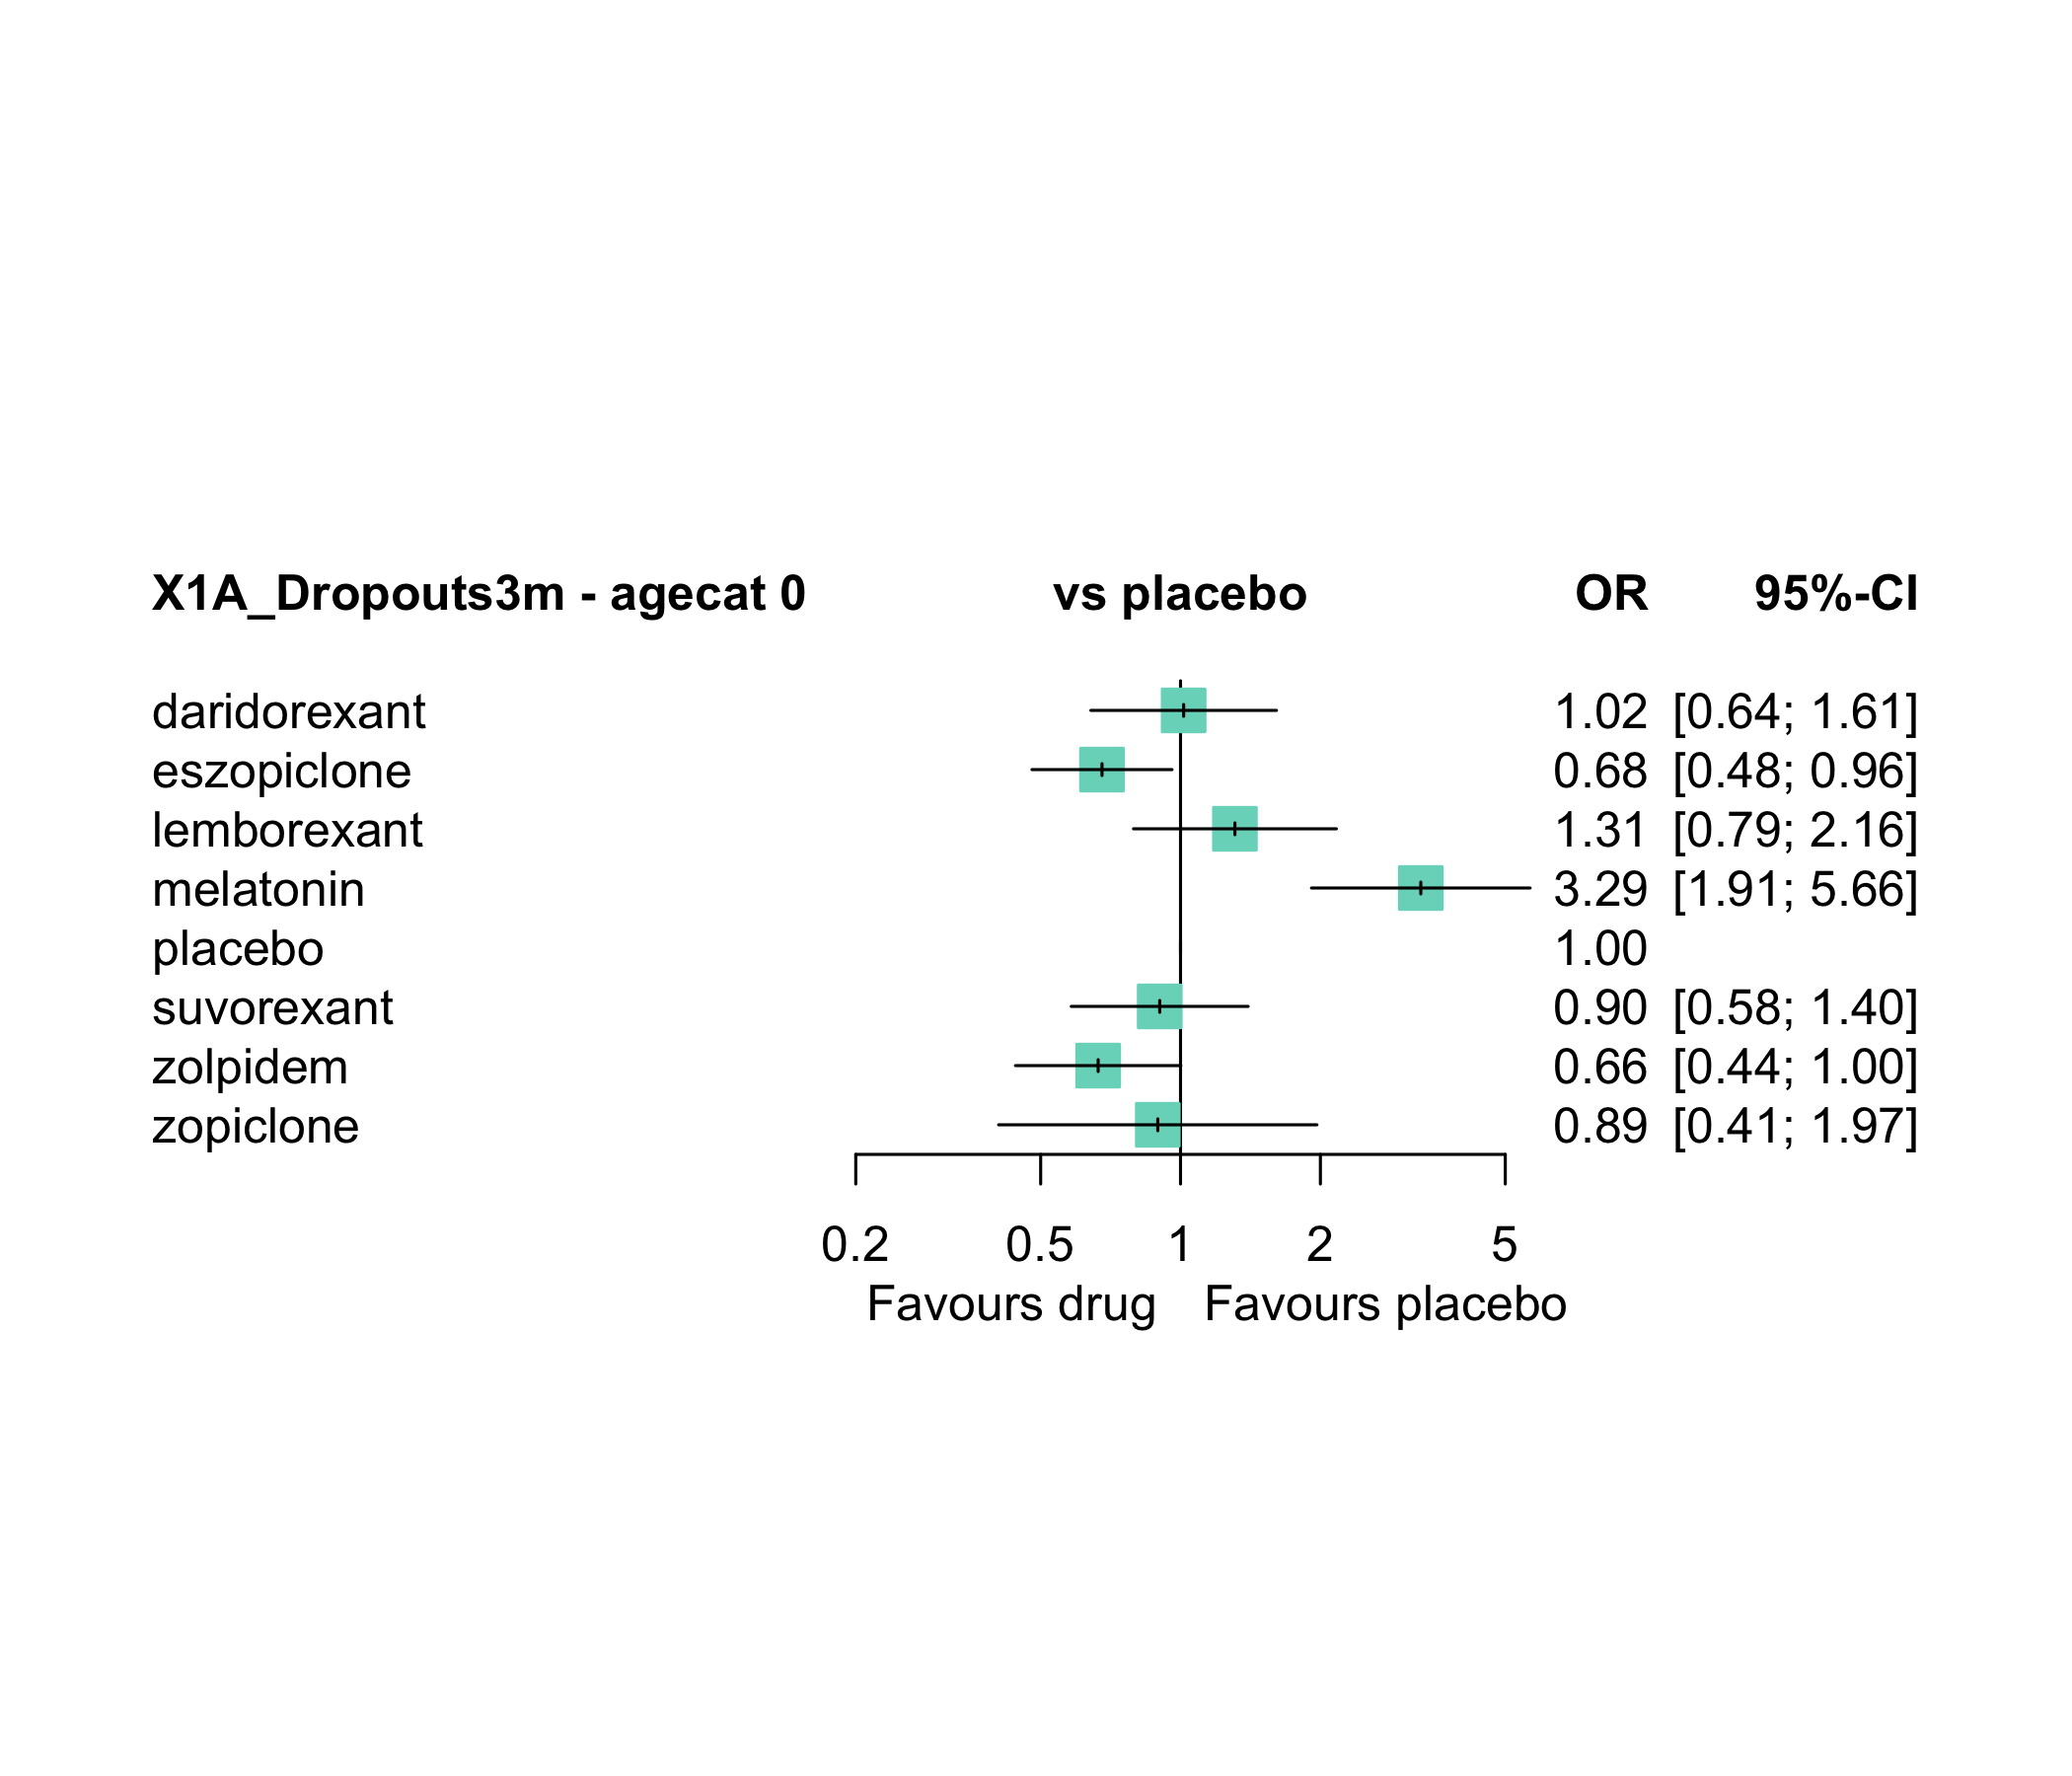 X1A_Dropouts3m - agecat 0 vs placebo OR 95%-CI
daridorexant 1.02 [0.64; 1.61]
eszopiclone 0.68 [0.48; 0.96]
lemborexant 1.31 [0.79; 2.16]
melatonin 3.29 [1.91; 5.66]
placebo 1.00
suvorexant 0.90 [0.58; 1.40]
zolpidem 0.66 [0.44; 1.00]
zopiclone 0.89 [0.41; 1.97]
0.2 0.5 1 2 5
Favours drug Favours placebo